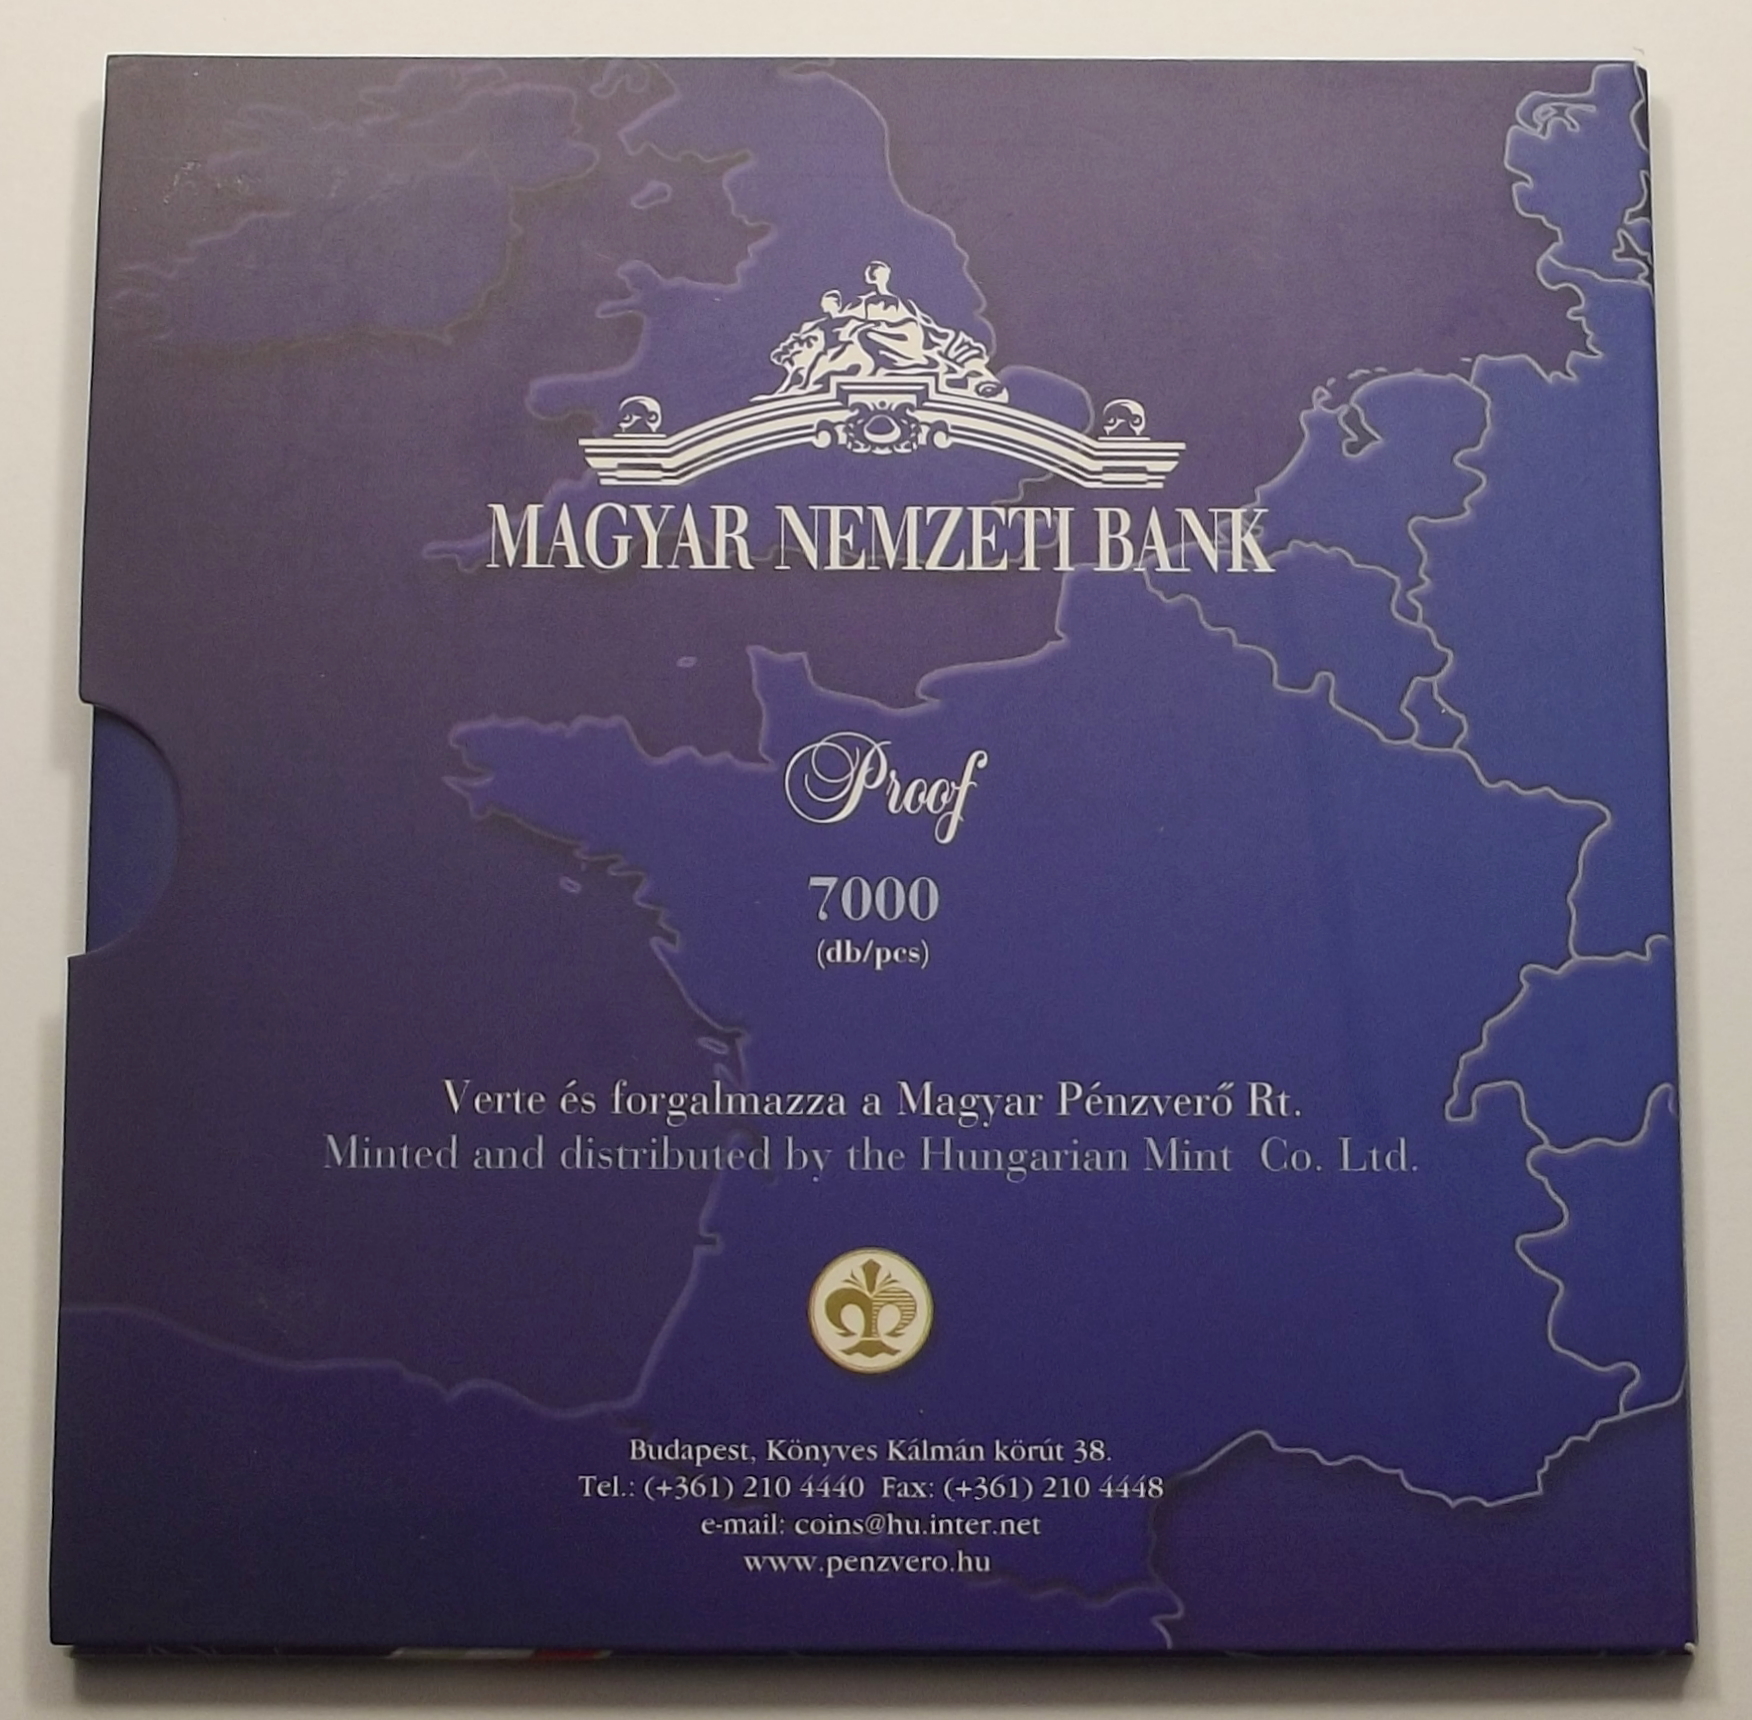 MAGYAR NEMZETI BANK
Proof
7000
(db/pcs)
Verte és forgalmazza a Magyar Pénzverő Rt.
Minted and distributed by the Hungarian Mint Co. Ltd.
Budapest, Könyves Kálmán körút 38.
Tel.: (+361) 210 4440 Fax: (+361) 210 4448
e-mail: coins@hu.inter.net
www.penzvero.hu